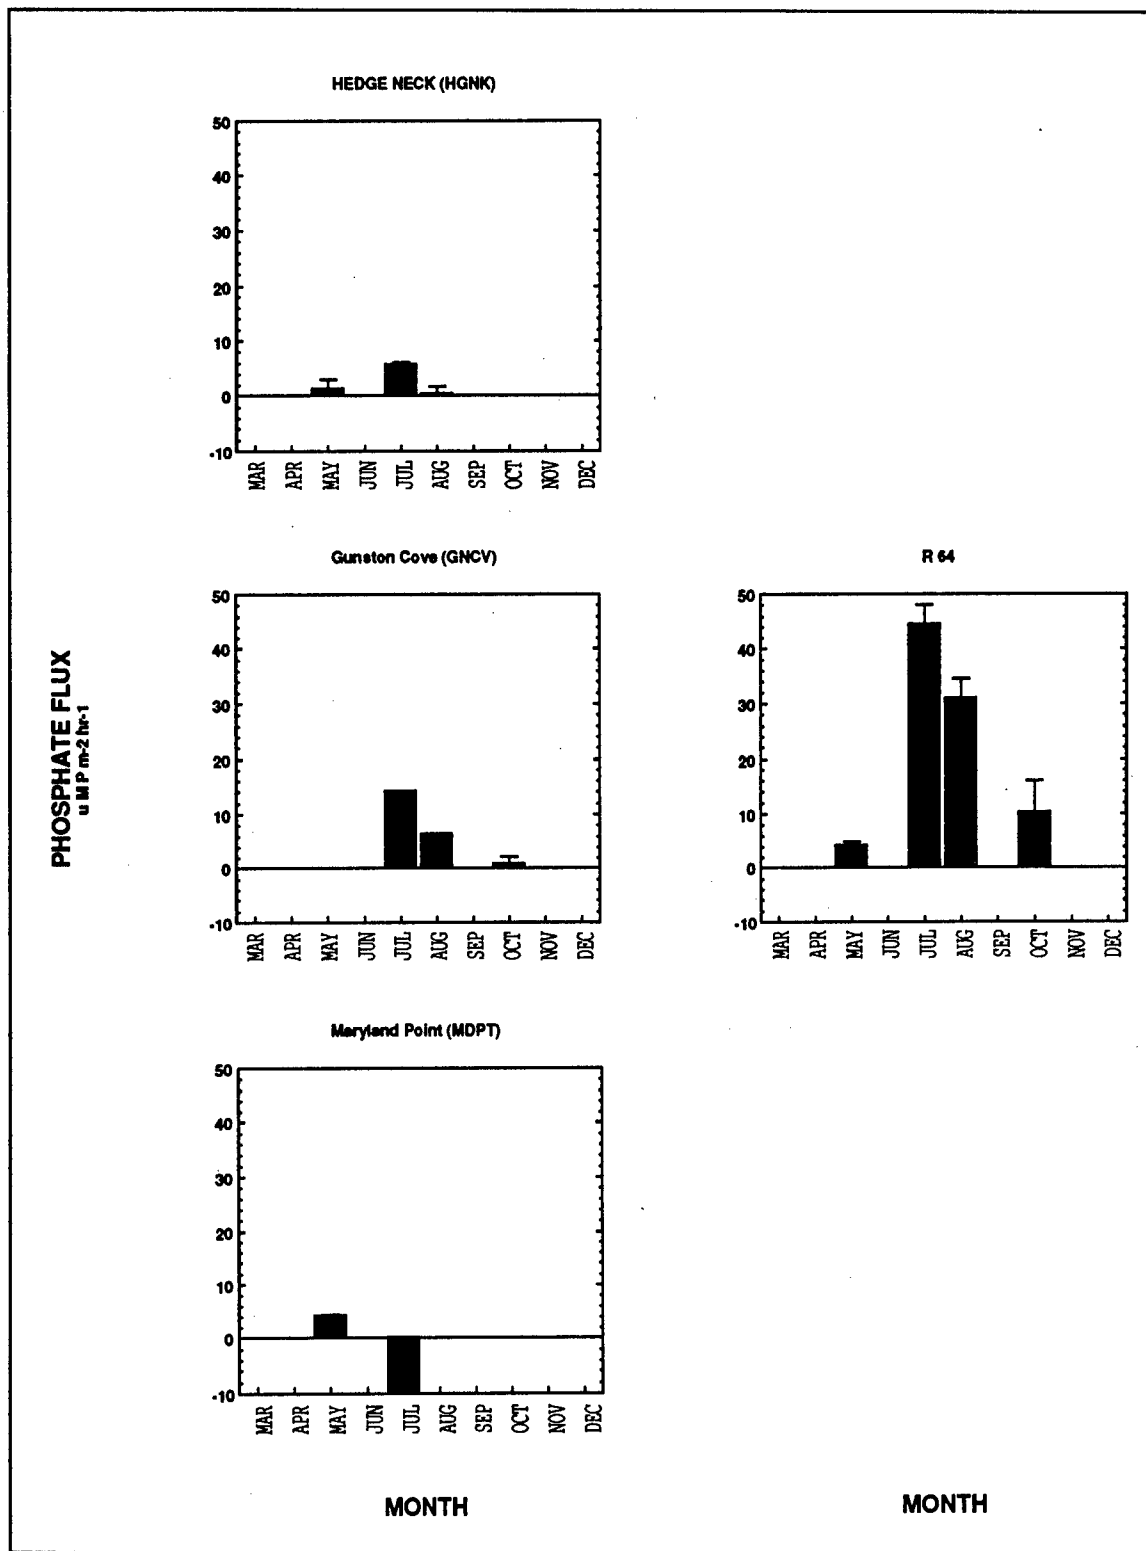 HEDGE NECK (HGNK)
50
40
30
20
10
0
-10
MAR APR MAY JUN JUL AUG SEP OCT NOV DEC
Gunston Cove (GNCV)
50
40
30
20
10
0
-10
MAR APR MAY JUN JUL AUG SEP OCT NOV DEC
R 64
50
40
30
20
10
0
-10
MAR APR MAY JUN JUL AUG SEP OCT NOV DEC
PHOSPHATE FLUX
u M P m-2 hr-1
Maryland Point (MDPT)
50
40
30
20
10
0
-10
MAR APR MAY JUN JUL AUG SEP OCT NOV DEC
MONTH
MONTH